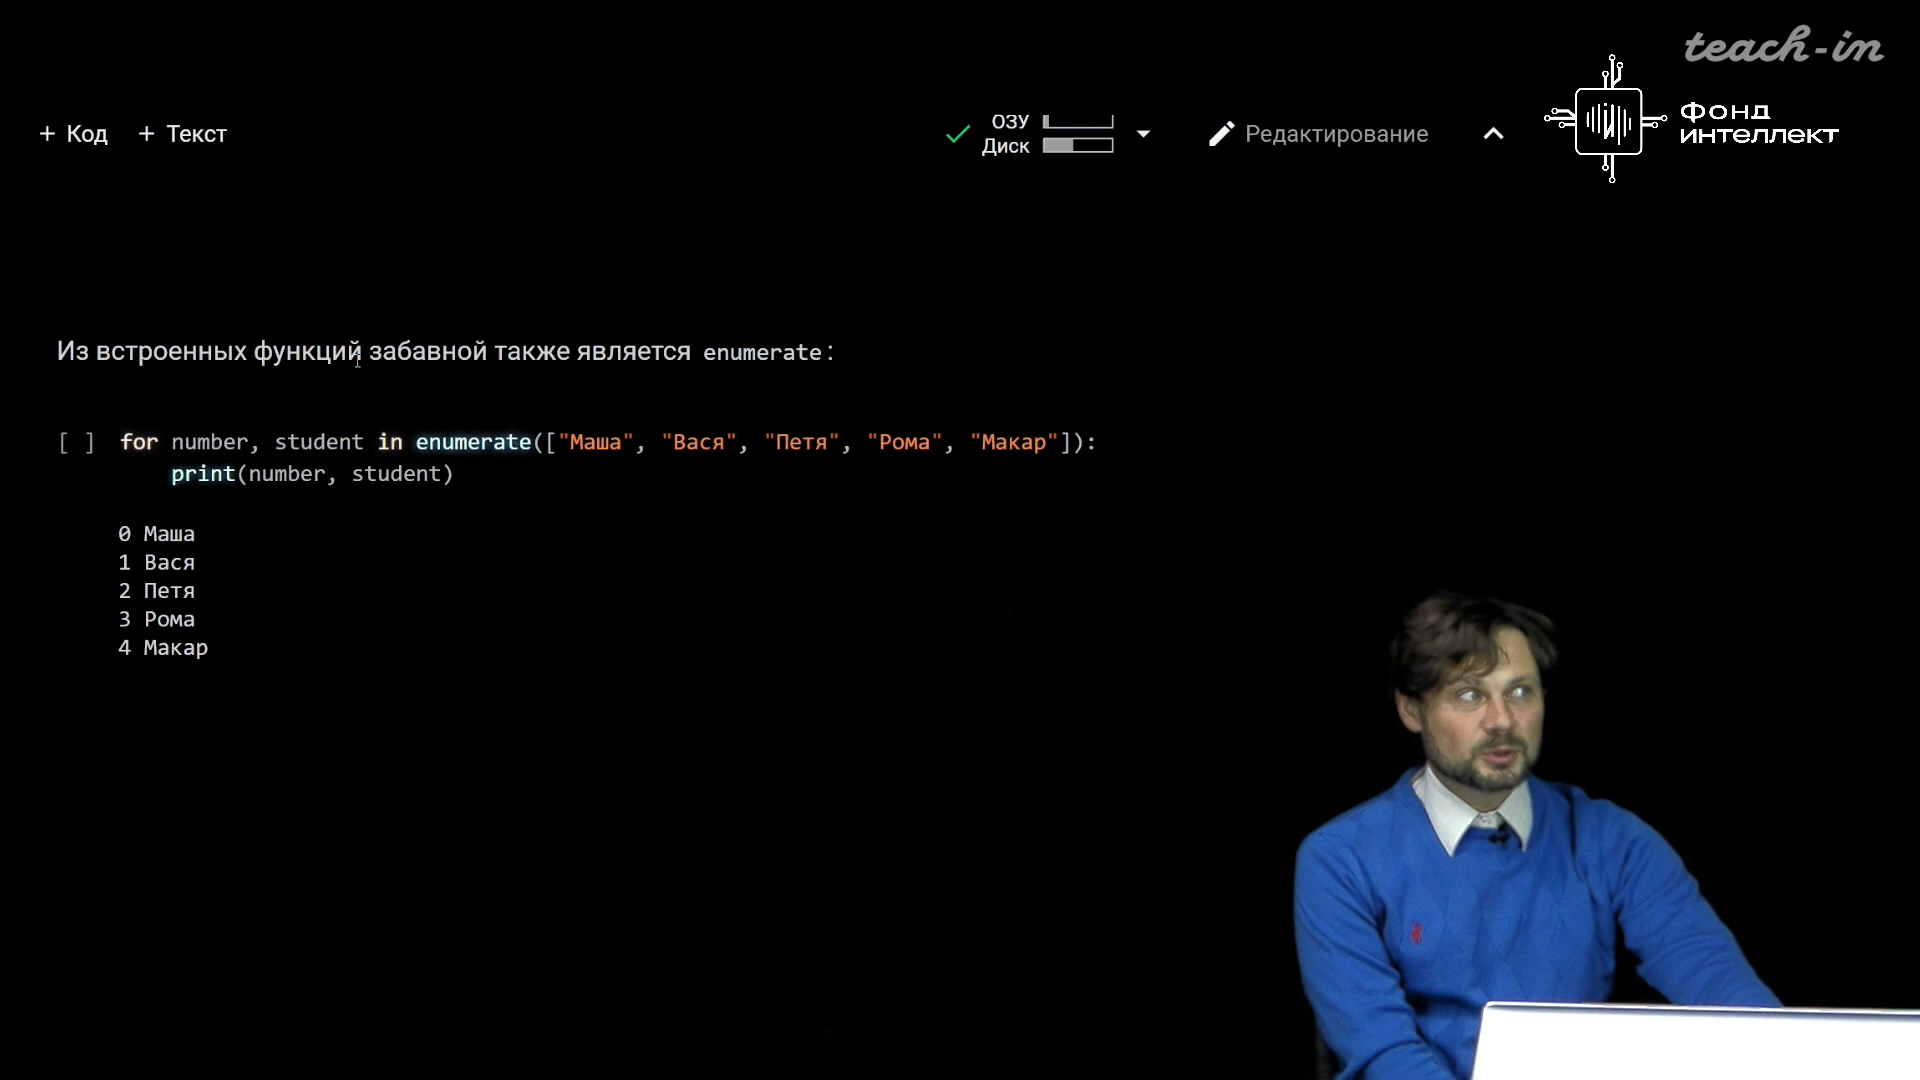 teach-in
Фонд
интеллект
+ Код + Текст
ОЗУ
Диск
Редактирование
Из встроенных функций забавной также является enumerate:
[ ] for number, student in enumerate(["Маша", "Вася", "Петя", "Рома", "Макар"]):
print(number, student)
0 Маша
1 Вася
2 Петя
3 Рома
4 Макар